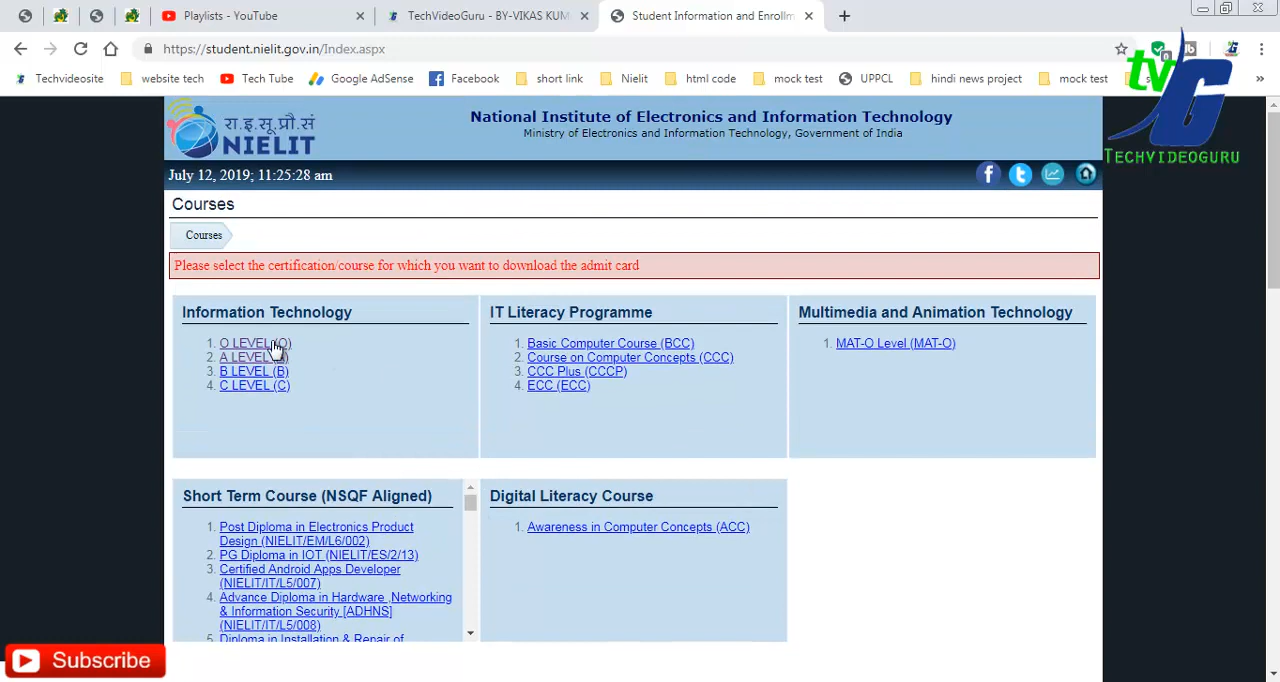 Playlists - YouTube
TechVideoGuru - BY-VIKAS KUM
Student Information and Enrollm
https://student.nielit.gov.in/Index.aspx
Techvideosite
website tech
Tech Tube
Google AdSense
Facebook
short link
Nielit
html code
mock test
UPPCL
hindi news project
mock test
tvG
TECHVIDEOGURU
रा.इ.सू.प्रौ.सं
NIELIT
National Institute of Electronics and Information Technology
Ministry of Electronics and Information Technology, Government of India
July 12, 2019; 11:25:28 am
Courses
Courses
Please select the certification/course for which you want to download the admit card
Information Technology
1. O LEVEL (O)
2. A LEVEL
3. B LEVEL (B)
4. C LEVEL (C)
IT Literacy Programme
1. Basic Computer Course (BCC)
2. Course on Computer Concepts (CCC)
3. CCC Plus (CCCP)
4. ECC (ECC)
Multimedia and Animation Technology
1. MAT-O Level (MAT-O)
Short Term Course (NSQF Aligned)
1. Post Diploma in Electronics Product
Design (NIELIT/EM/L6/002)
2. PG Diploma in IOT (NIELIT/ES/2/13)
3. Certified Android Apps Developer
(NIELIT/IT/L5/007)
4. Advance Diploma in Hardware ,Networking
& Information Security [ADHNS]
(NIELIT/IT/L5/008)
5. Diploma in Installation & Repair of
Digital Literacy Course
1. Awareness in Computer Concepts (ACC)
Subscribe